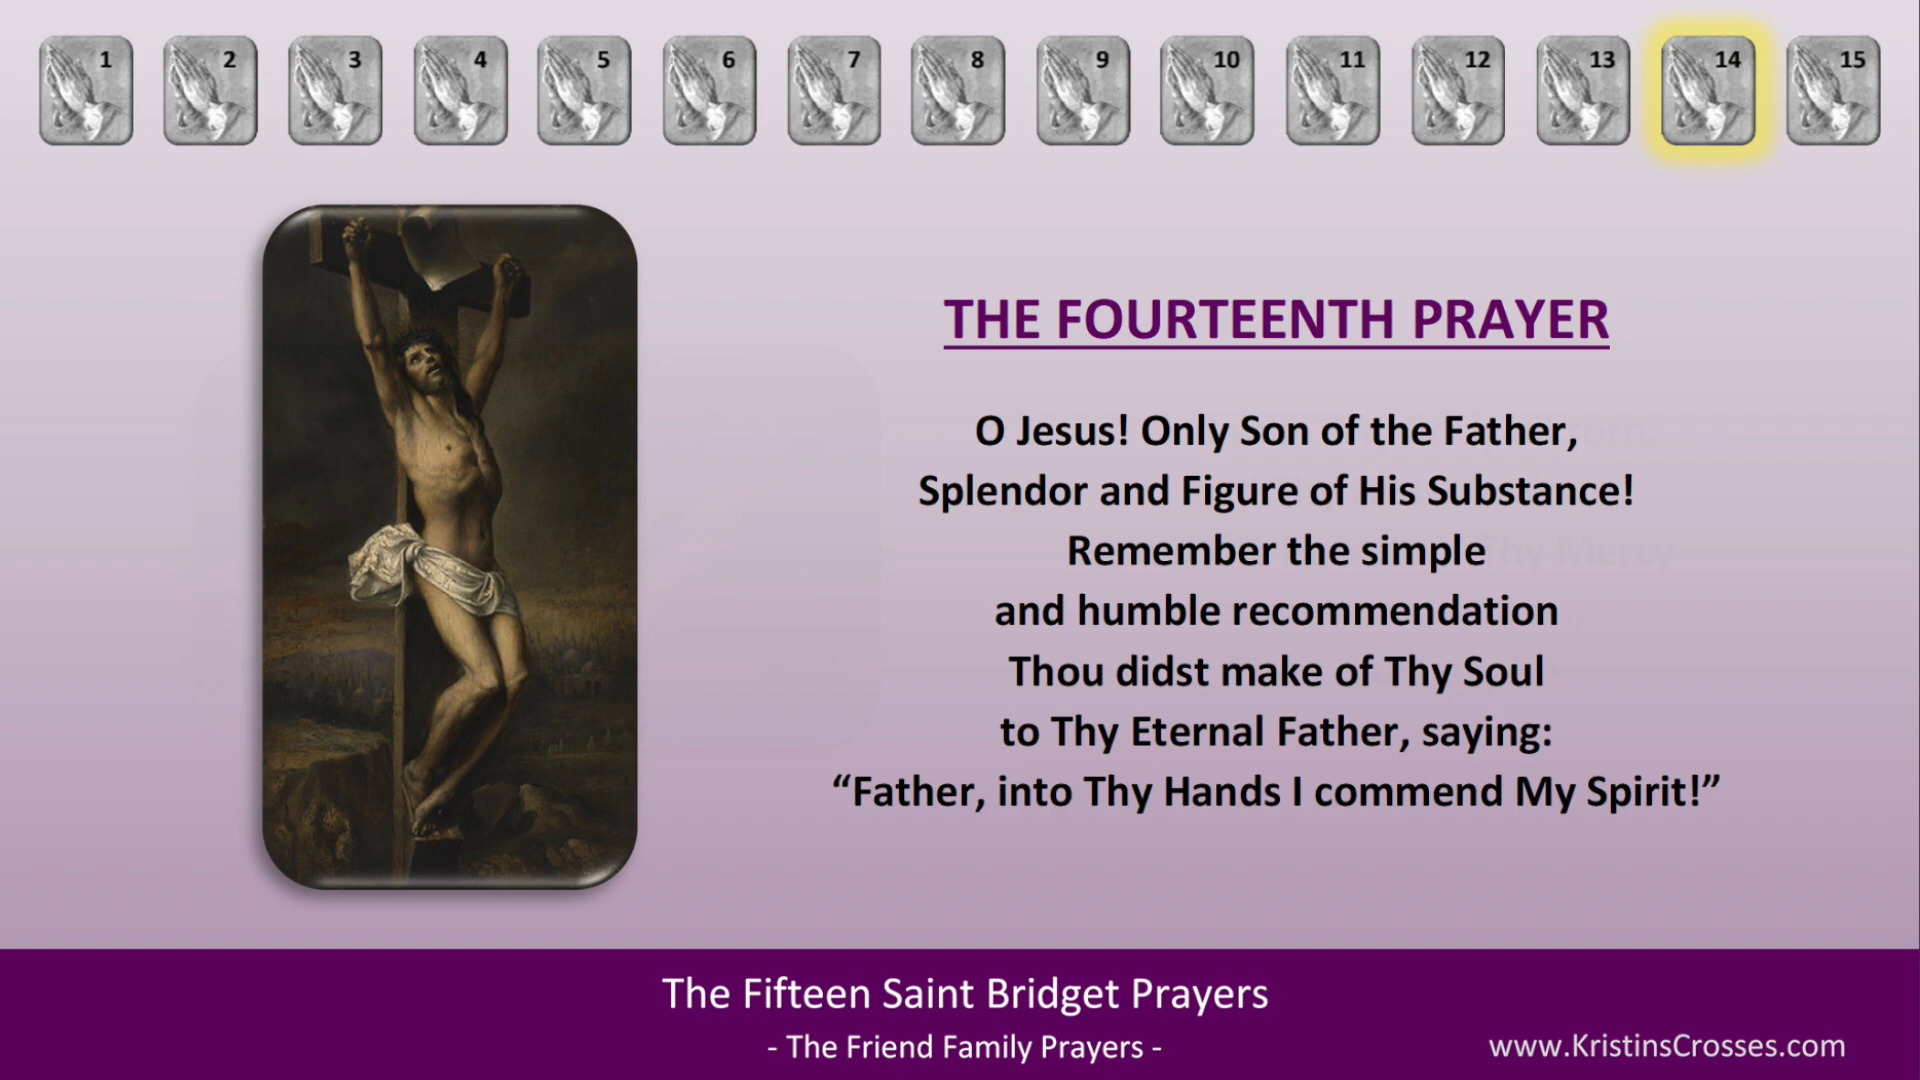 1 2 3 4 5 6 7 8 9 10 11 12 13 14 15
THE FOURTEENTH PRAYER
O Jesus! Only Son of the Father,
Splendor and Figure of His Substance!
Remember the simple
and humble recommendation
Thou didst make of Thy Soul
to Thy Eternal Father, saying:
“Father, into Thy Hands I commend My Spirit!”
The Fifteen Saint Bridget Prayers
- The Friend Family Prayers -
www.KristinsCrosses.com